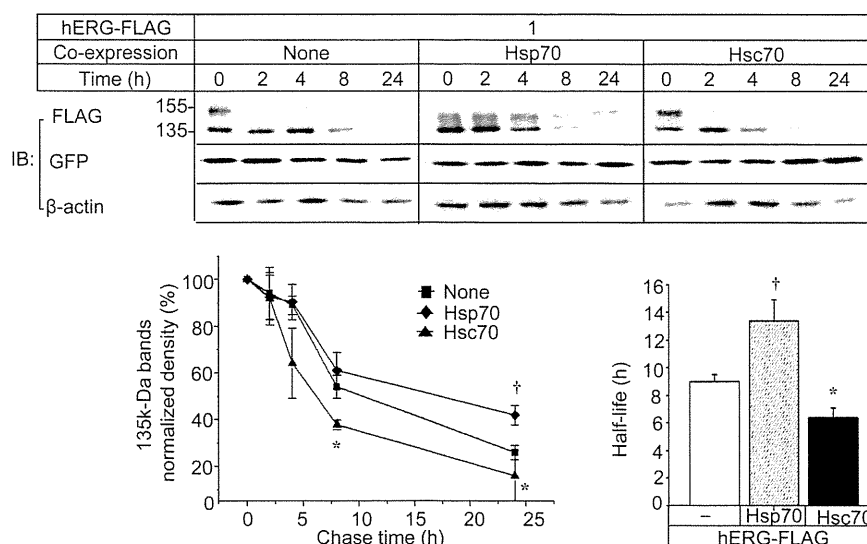 hERG-FLAG 1
Co-expression None Hsp70 Hsc70
Time (h) 0 2 4 8 24 0 2 4 8 24 0 2 4 8 24
155-
FLAG
135-
IB: GFP
β-actin
100
80
60
40
20
0
135k-Da bands
normalized density (%)
None
Hsp70
Hsc70
†
*
*
0 5 10 15 20 25
Chase time (h)
16
14
12
10
8
6
4
2
0
Half-life (h)
†
*
– Hsp70 Hsc70
hERG-FLAG